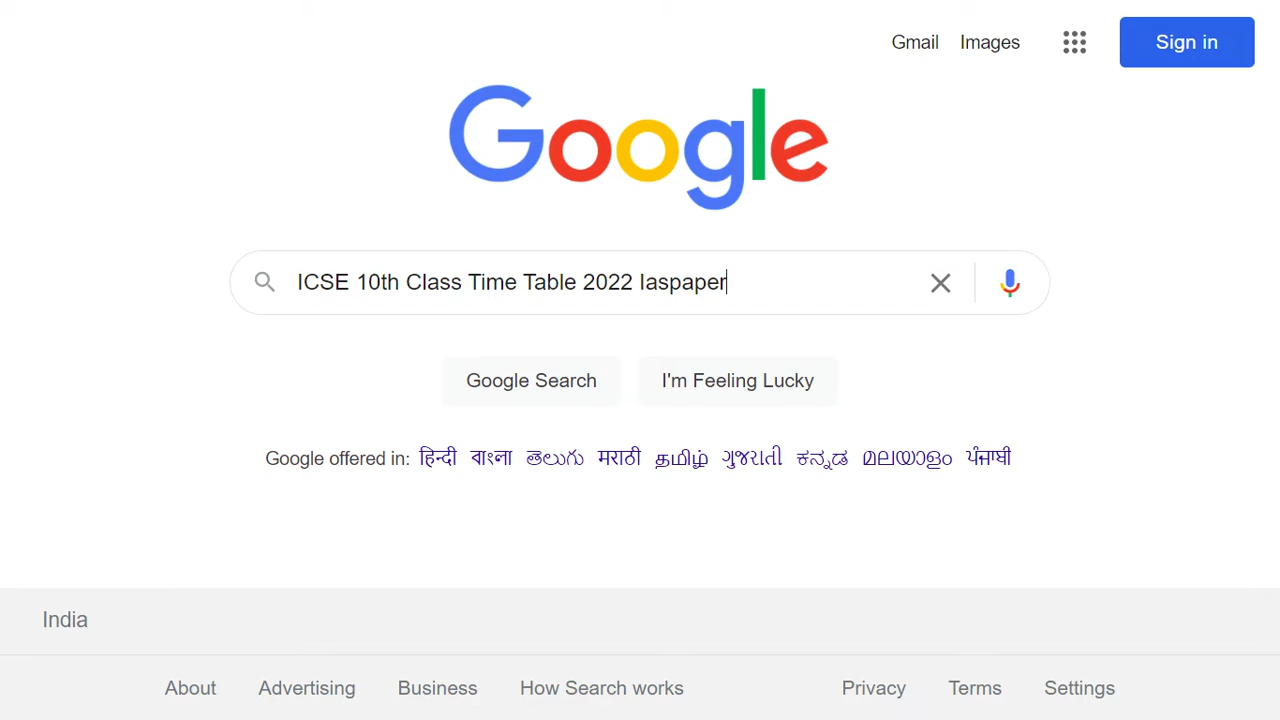 Gmail Images Sign in
Google
ICSE 10th Class Time Table 2022 Iaspaper
Google Search I'm Feeling Lucky
Google offered in: हिन्दी বাংলা తెలుగు मराठी தமிழ் ગુજરાતી ಕನ್ನಡ മലയാളം ਪੰਜਾਬੀ
India
About Advertising Business How Search works Privacy Terms Settings